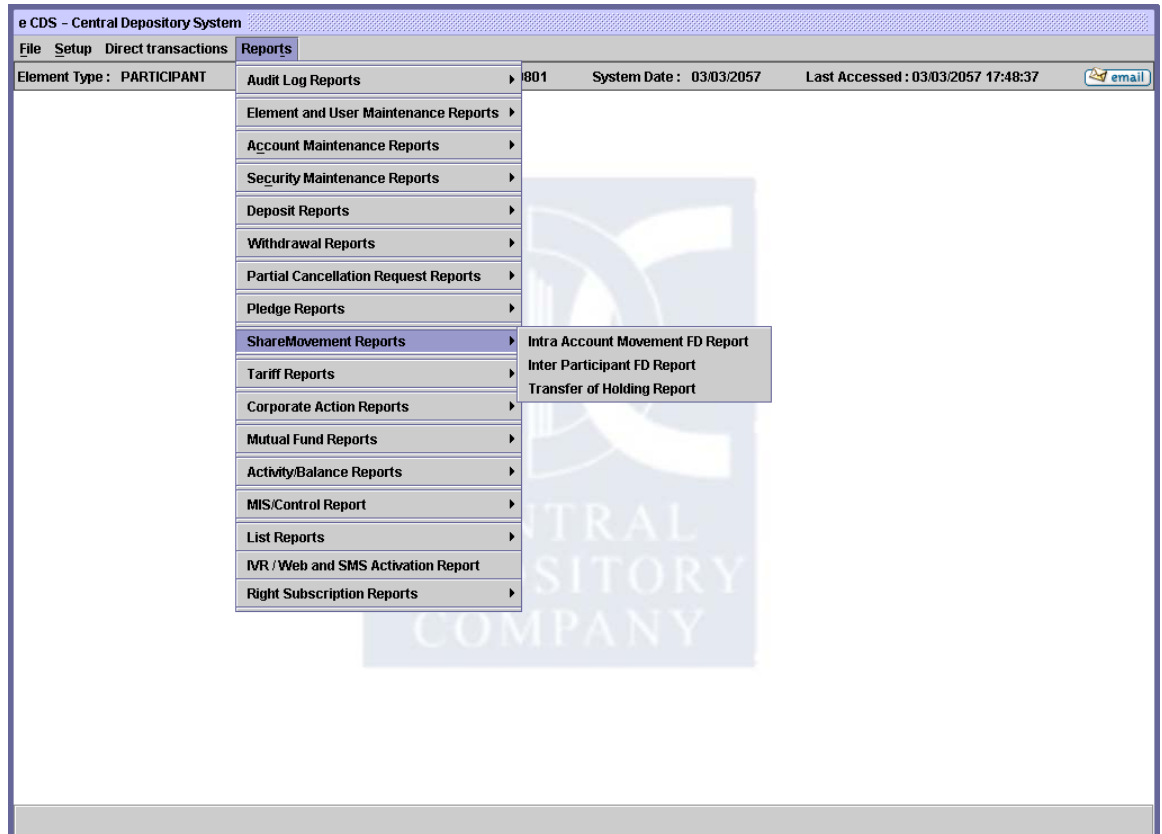 e CDS – Central Depository System
File Setup Direct transactions Reports
Element Type : PARTICIPANT 801 System Date : 03/03/2057 Last Accessed : 03/03/2057 17:48:37 email
Audit Log Reports
Element and User Maintenance Reports
Account Maintenance Reports
Security Maintenance Reports
Deposit Reports
Withdrawal Reports
Partial Cancellation Request Reports
Pledge Reports
ShareMovement Reports
Intra Account Movement FD Report
Inter Participant FD Report
Transfer of Holding Report
Tariff Reports
Corporate Action Reports
Mutual Fund Reports
Activity/Balance Reports
MIS/Control Report
List Reports
IVR / Web and SMS Activation Report
Right Subscription Reports
COMPANY